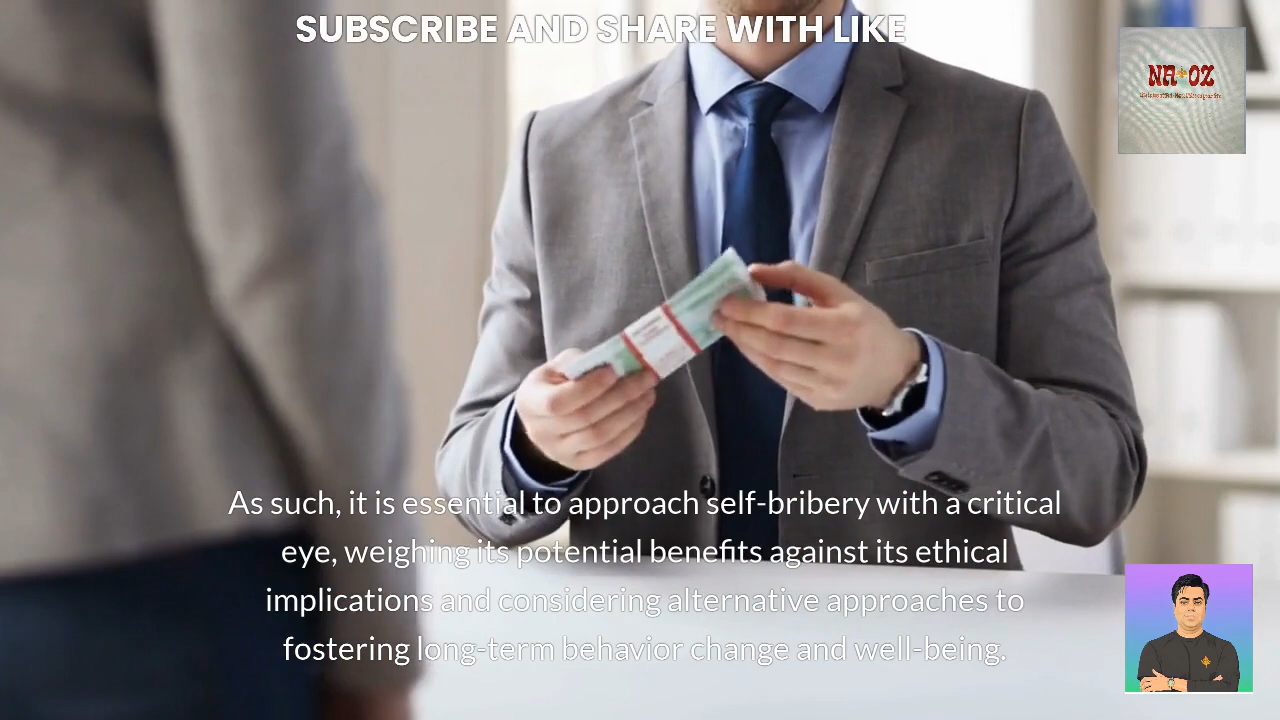 SUBSCRIBE AND SHARE WITH LIKE
NA OZ
As such, it is essential to approach self-bribery with a critical
eye, weighing its potential benefits against its ethical
implications and considering alternative approaches to
fostering long-term behavior change and well-being.